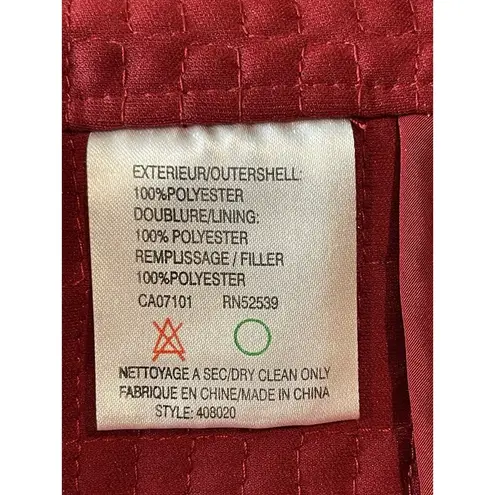 EXTERIEUR/OUTERSHELL:
100%POLYESTER
DOUBLURE/LINING:
100% POLYESTER
REMPLISSAGE / FILLER
100%POLYESTER
CA07101 RN52539
NETTOYAGE A SEC/DRY CLEAN ONLY
FABRIQUE EN CHINE/MADE IN CHINA
STYLE: 408020